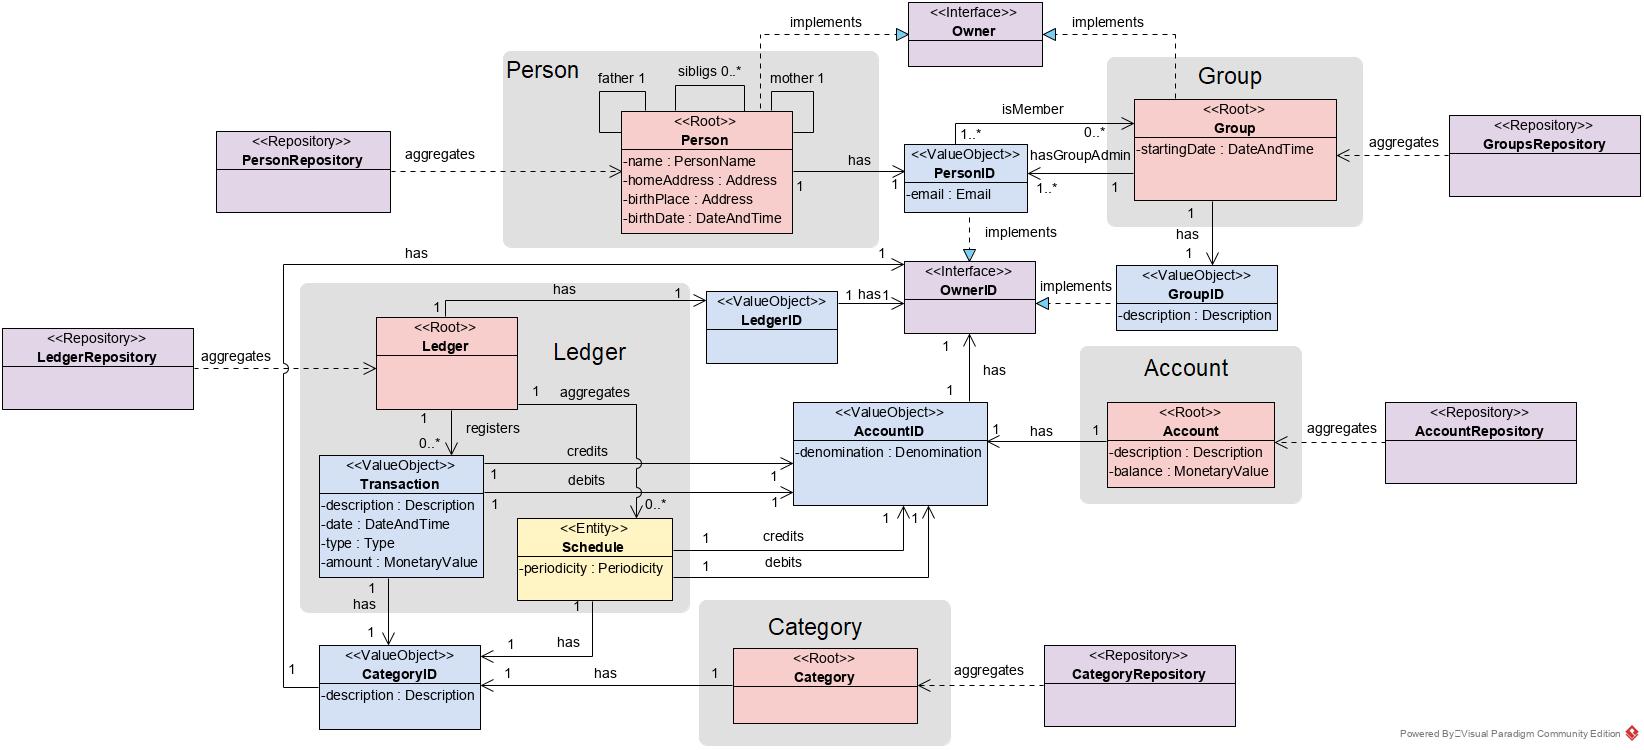 <<Interface>>
Owner
implements
implements
Person
father 1
sibligs 0..*
mother 1
<<Root>>
Person
-name : PersonName
-homeAddress : Address
-birthPlace : Address
-birthDate : DateAndTime
<<Repository>>
PersonRepository
aggregates
has
1
1
Group
<<Root>>
Group
-startingDate : DateAndTime
isMember
1..*
0..*
<<ValueObject>>
PersonID
-email : Email
hasGroupAdmin
1..*
1
aggregates
<<Repository>>
GroupsRepository
implements
1
has
1
has
1
<<Interface>>
OwnerID
implements
<<ValueObject>>
GroupID
-description : Description
Ledger
has
1
1
<<ValueObject>>
LedgerID
1
has
1
<<Root>>
Ledger
<<Repository>>
LedgerRepository
aggregates
1
aggregates
1
registers
0..*
1
has
1
Account
<<Root>>
Account
-description : Description
-balance : MonetaryValue
<<ValueObject>>
AccountID
-denomination : Denomination
1
has
1
aggregates
<<Repository>>
AccountRepository
<<ValueObject>>
Transaction
-description : Description
-date : DateAndTime
-type : Type
-amount : MonetaryValue
credits
1
1
debits
1
1
0..*
<<Entity>>
Schedule
-periodicity : Periodicity
1
credits
1
1
debits
1
1
has
1
1
has
1
<<ValueObject>>
CategoryID
-description : Description
1
1
has
1
Category
<<Root>>
Category
aggregates
<<Repository>>
CategoryRepository
Powered By Visual Paradigm Community Edition